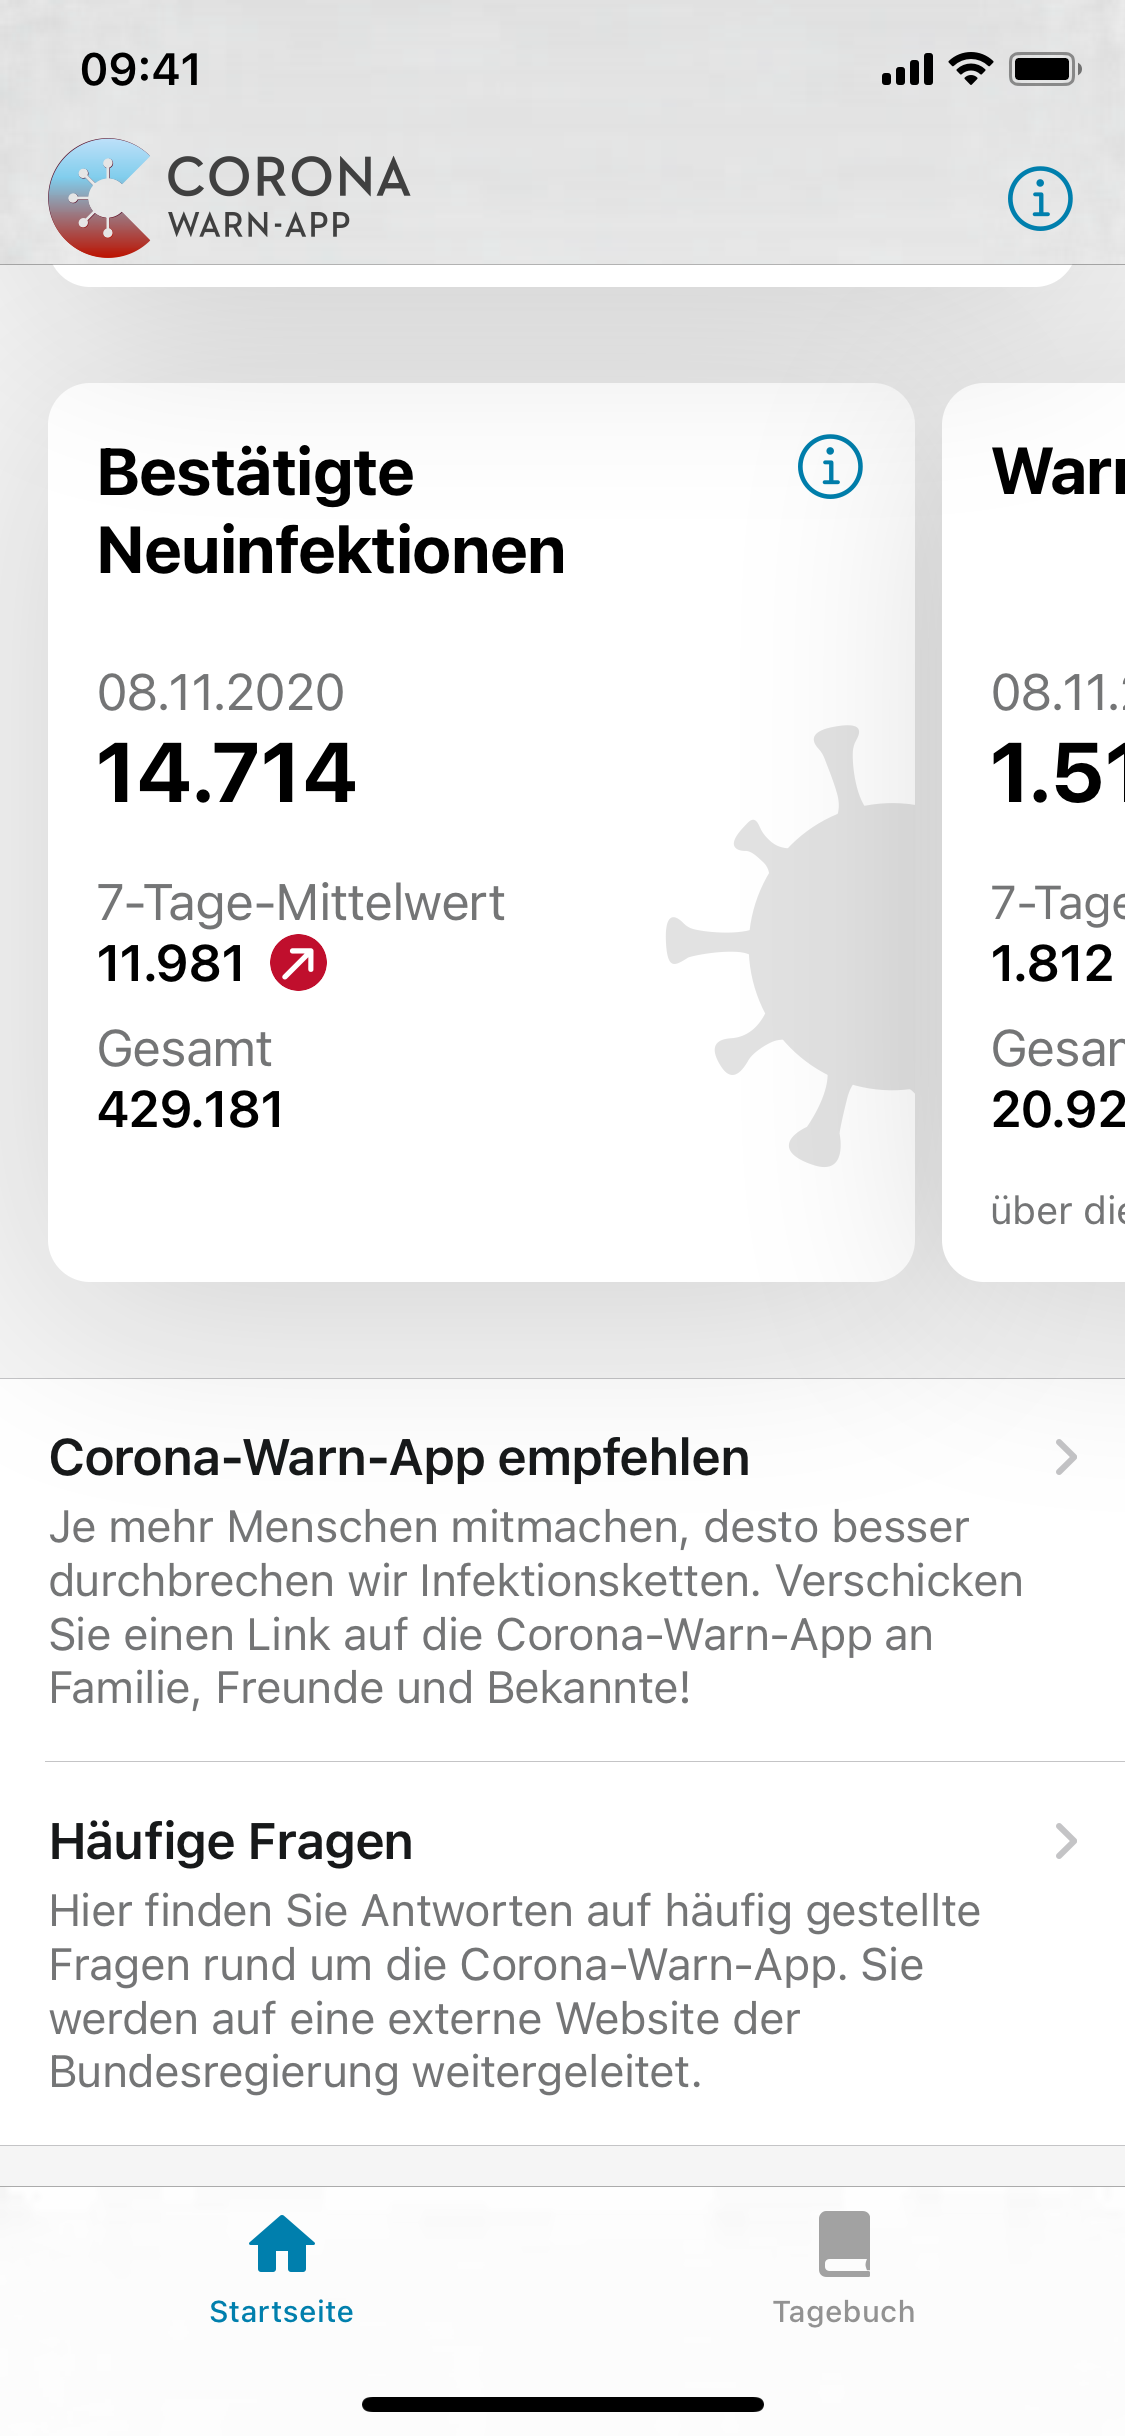 09:41
CORONA
WARN-APP
Bestätigte
Neuinfektionen
08.11.2020
14.714
7-Tage-Mittelwert
11.981
Gesamt
429.181
08.11.
1.51
7-Tage
1.812
20.92
über die
Corona-Warn-App empfehlen
Je mehr Menschen mitmachen, desto besser
durchbrechen wir Infektionsketten. Verschicken
Sie einen Link auf die Corona-Warn-App an
Familie, Freunde und Bekannte!
Häufige Fragen
Hier finden Sie Antworten auf häufig gestellte
Fragen rund um die Corona-Warn-App. Sie
werden auf eine externe Website der
Bundesregierung weitergeleitet.
Startseite
Tagebuch